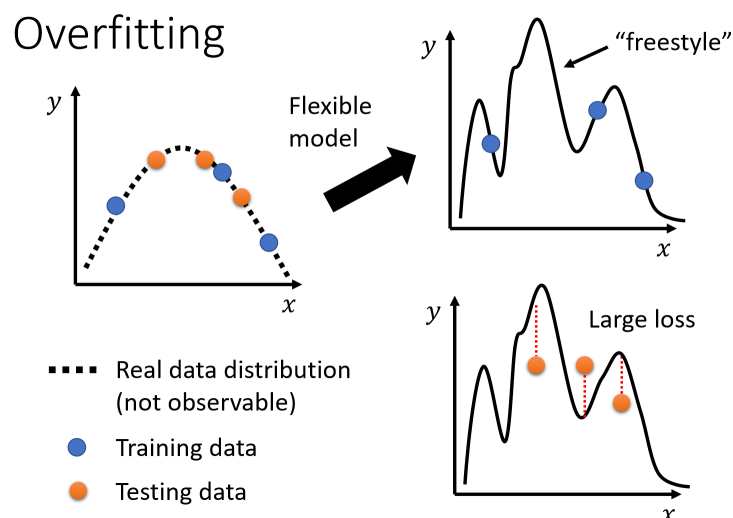 Overfitting
y
x
Flexible
model
y
"freestyle"
x
y
Large loss
x
Real data distribution
(not observable)
Training data
Testing data